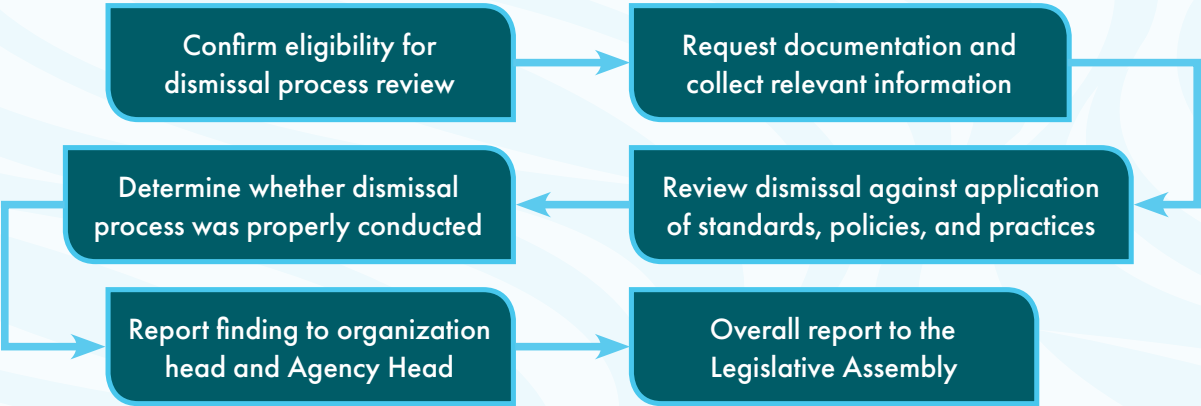 Confirm eligibility for
dismissal process review
Request documentation and
collect relevant information
Review dismissal against application
of standards, policies, and practices
Determine whether dismissal
process was properly conducted
Report finding to organization
head and Agency Head
Overall report to the
Legislative Assembly